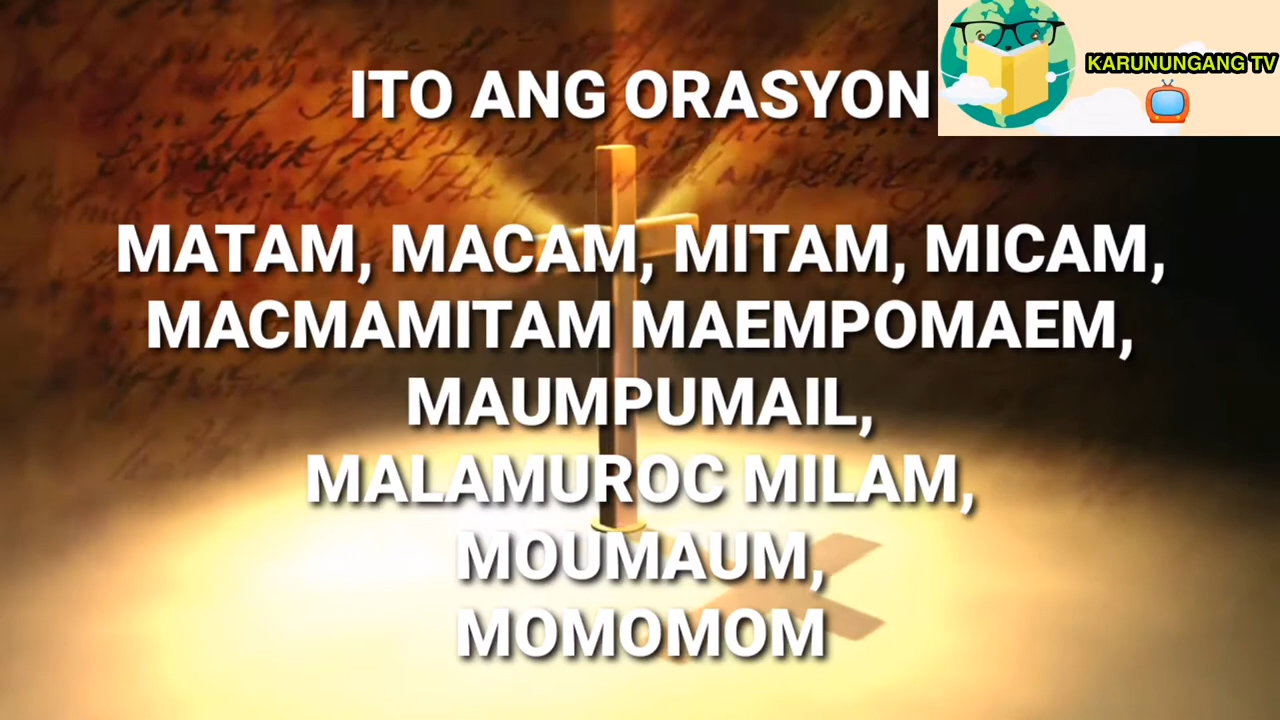 ITO ANG ORASYON
KARUNUNGANG TV
MATAM, MACAM, MITAM, MICAM,
MACMAMITAM MAEMPOMAEM,
MAUMPUMAIL,
MALAMUROC MILAM,
MOUMAUM,
MOMOMOM